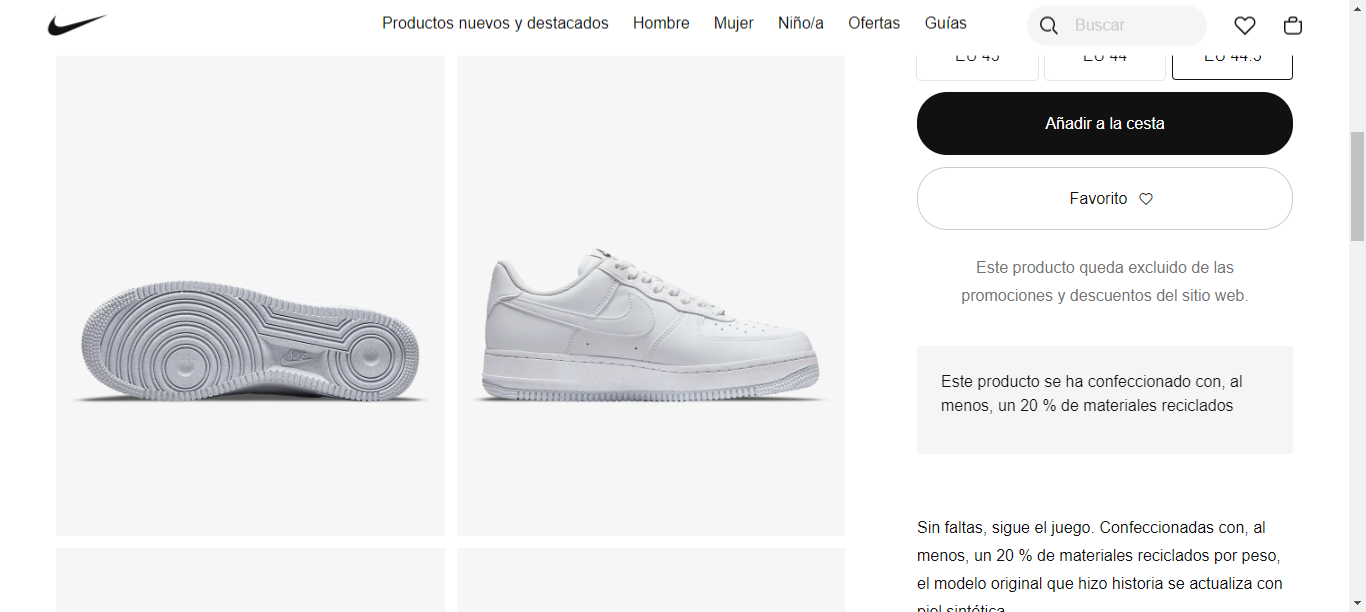 Productos nuevos y destacados Hombre Mujer Niño/a Ofertas Guías Buscar
EU 43 EU 44 EU 44.5
Añadir a la cesta
Favorito
Este producto queda excluido de las
promociones y descuentos del sitio web.
Este producto se ha confeccionado con, al
menos, un 20 % de materiales reciclados
Sin faltas, sigue el juego. Confeccionadas con, al
menos, un 20 % de materiales reciclados por peso,
el modelo original que hizo historia se actualiza con
piel sintética